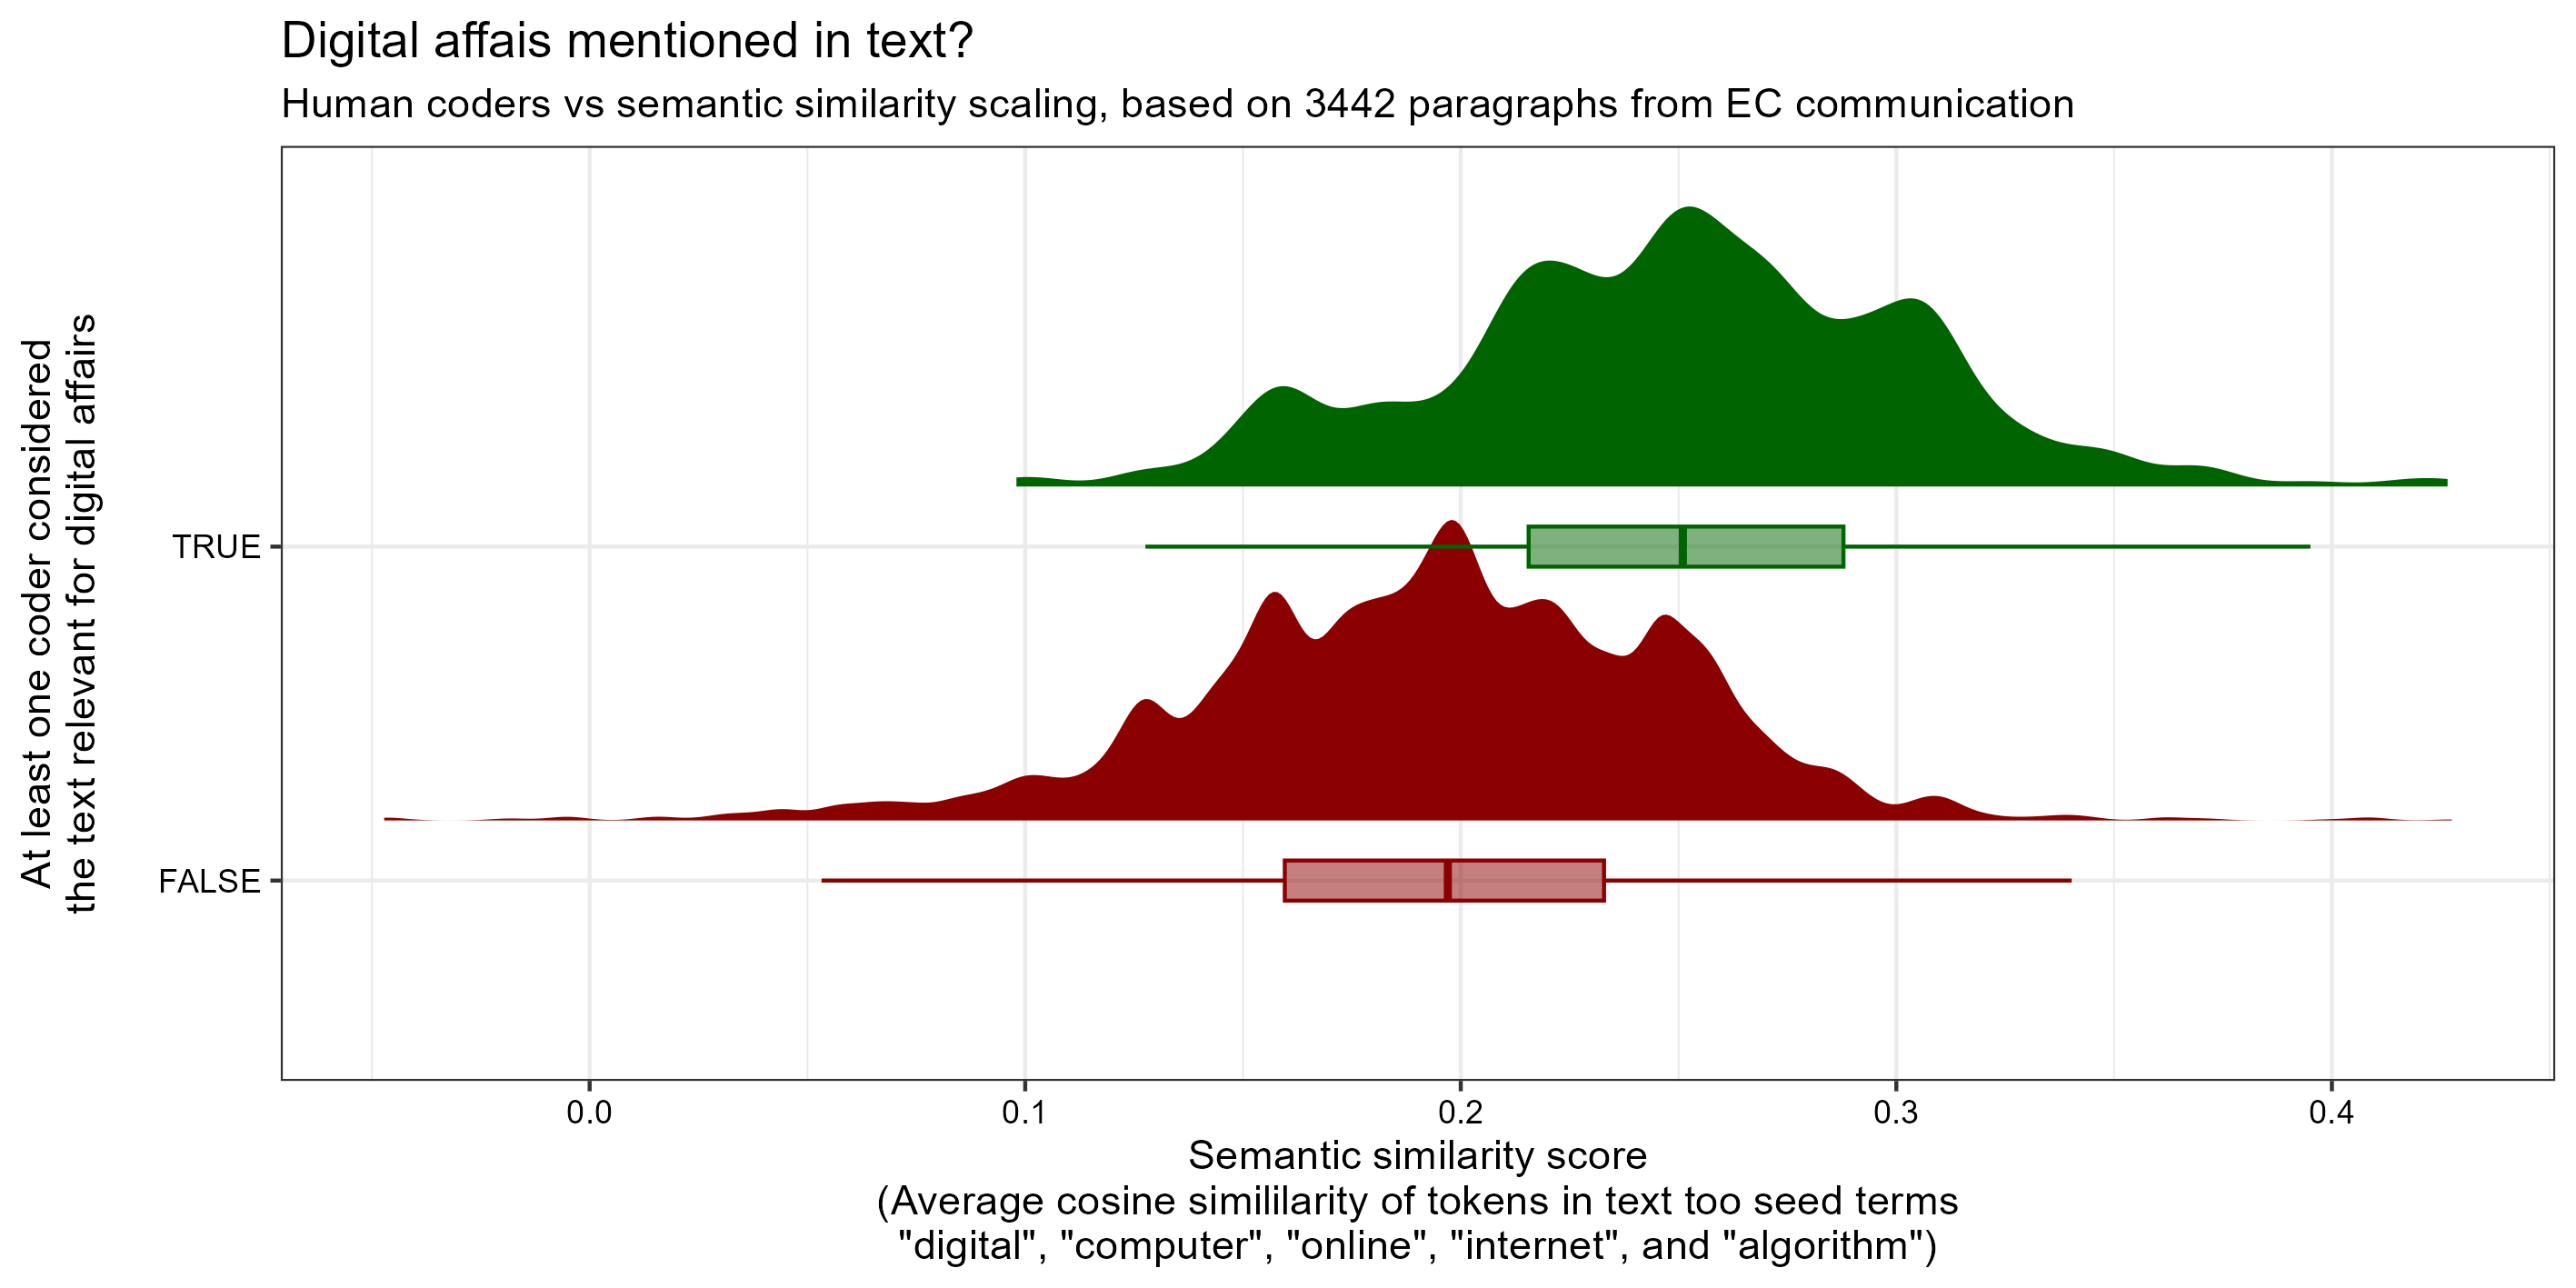 Digital affais mentioned in text?
Human coders vs semantic similarity scaling, based on 3442 paragraphs from EC communication
At least one coder considered
the text relevant for digital affairs
TRUE
FALSE
0.0
0.1
0.2
0.3
0.4
Semantic similarity score
(Average cosine simililarity of tokens in text too seed terms
"digital", "computer", "online", "internet", and "algorithm")